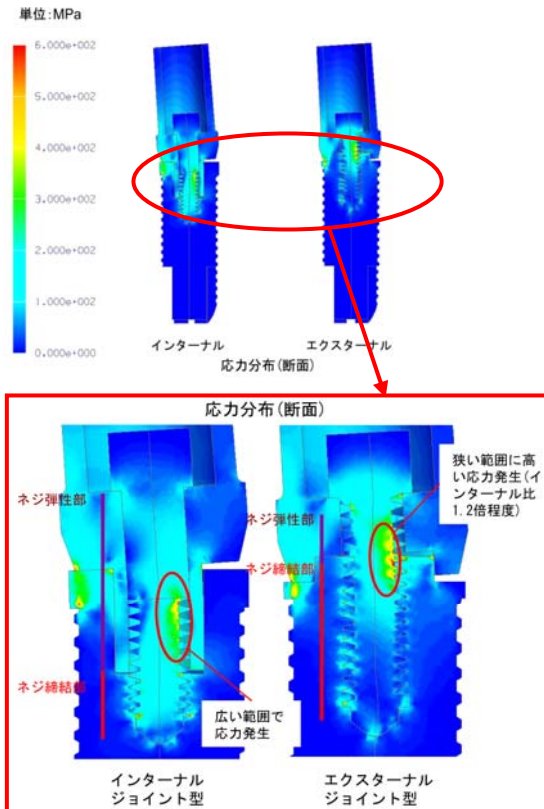 単位:MPa
6.000e+002
5.000e+002
4.000e+002
3.000e+002
2.000e+002
1.000e+002
0.000e+000
インターナル
エクスターナル
応力分布(断面)
応力分布(断面)
狭い範囲に高
い応力発生(イ
ンターナル比
1.2倍程度)
ネジ弾性部
ネジ弾性部
ネジ締結部
ネジ締結部
広い範囲で
応力発生
インターナル
ジョイント型
エクスターナル
ジョイント型